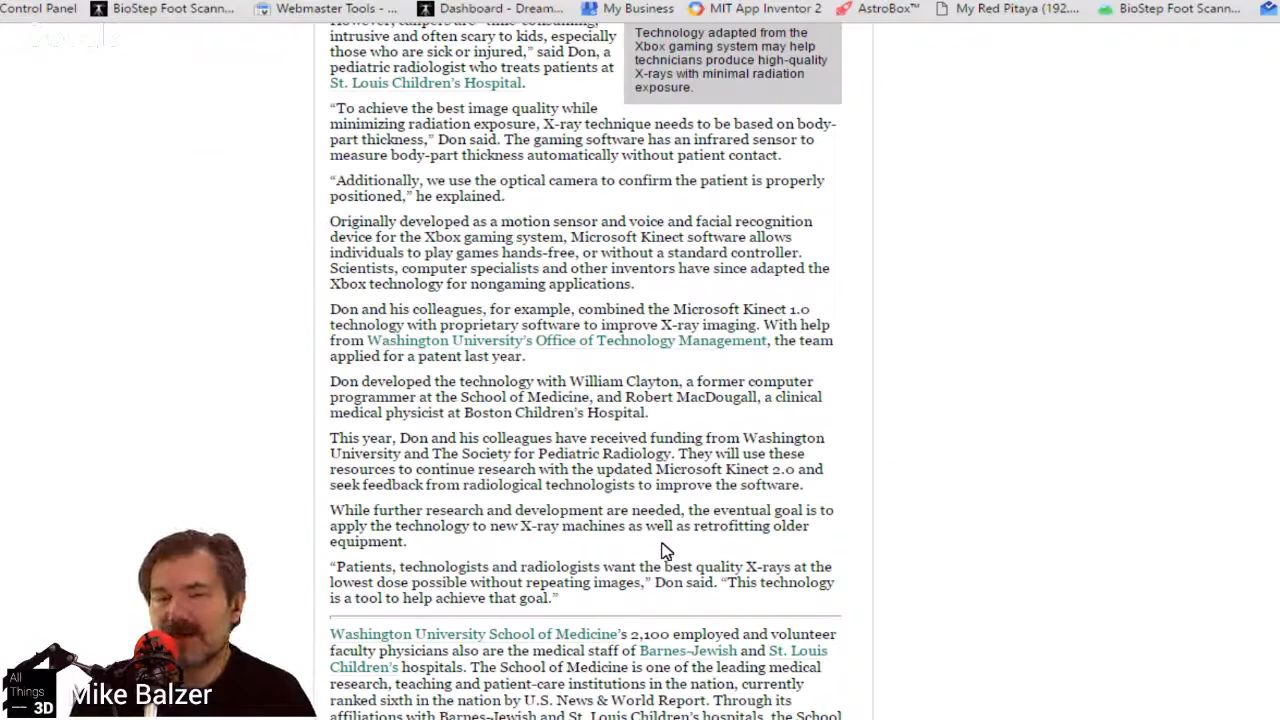 Control Panel BioStep Foot Scann... Webmaster Tools - ... Dashboard - Dream... My Business MIT App Inventor 2 AstroBox™ My Red Pitaya (192.... BioStep Foot Scann...
However, calipers are “time-consuming,
intrusive and often scary to kids, especially
those who are sick or injured,” said Don, a
pediatric radiologist who treats patients at
St. Louis Children’s Hospital.
Technology adapted from the
Xbox gaming system may help
technicians produce high-quality
X-rays with minimal radiation
exposure.
“To achieve the best image quality while
minimizing radiation exposure, X-ray technique needs to be based on body-
part thickness,” Don said. The gaming software has an infrared sensor to
measure body-part thickness automatically without patient contact.
“Additionally, we use the optical camera to confirm the patient is properly
positioned,” he explained.
Originally developed as a motion sensor and voice and facial recognition
device for the Xbox gaming system, Microsoft Kinect software allows
individuals to play games hands-free, or without a standard controller.
Scientists, computer specialists and other inventors have since adapted the
Xbox technology for nongaming applications.
Don and his colleagues, for example, combined the Microsoft Kinect 1.0
technology with proprietary software to improve X-ray imaging. With help
from Washington University’s Office of Technology Management, the team
applied for a patent last year.
Don developed the technology with William Clayton, a former computer
programmer at the School of Medicine, and Robert MacDougall, a clinical
medical physicist at Boston Children’s Hospital.
This year, Don and his colleagues have received funding from Washington
University and The Society for Pediatric Radiology. They will use these
resources to continue research with the updated Microsoft Kinect 2.0 and
seek feedback from radiological technologists to improve the software.
While further research and development are needed, the eventual goal is to
apply the technology to new X-ray machines as well as retrofitting older
equipment.
“Patients, technologists and radiologists want the best quality X-rays at the
lowest dose possible without repeating images,” Don said. “This technology
is a tool to help achieve that goal.”
Washington University School of Medicine’s 2,100 employed and volunteer
faculty physicians also are the medical staff of Barnes-Jewish and St. Louis
Children’s hospitals. The School of Medicine is one of the leading medical
research, teaching and patient-care institutions in the nation, currently
ranked sixth in the nation by U.S. News & World Report. Through its
affiliations with Barnes-Jewish and St. Louis Children’s hospitals, the School
All
Things
3D
Mike Balzer